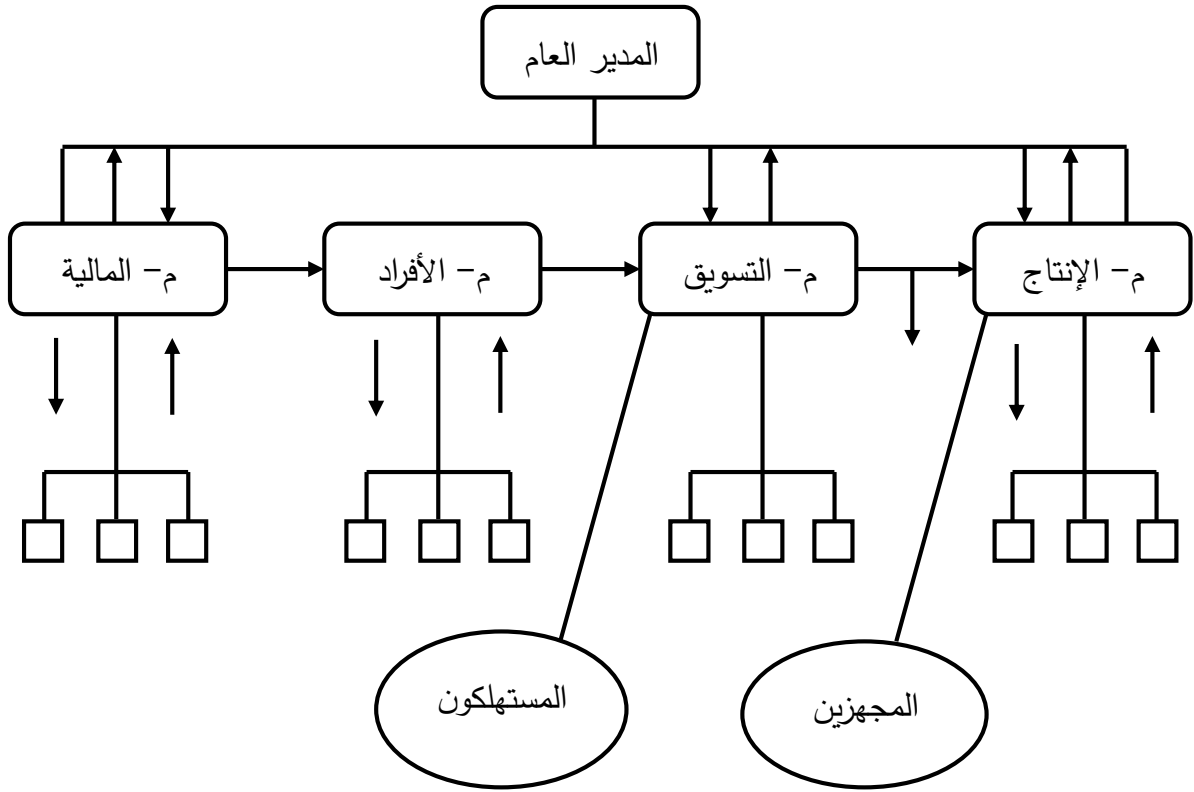 المدير العام
م- الإنتاج
م- التسويق
م- الأفراد
م- المالية
المستهلكون
المجهزين